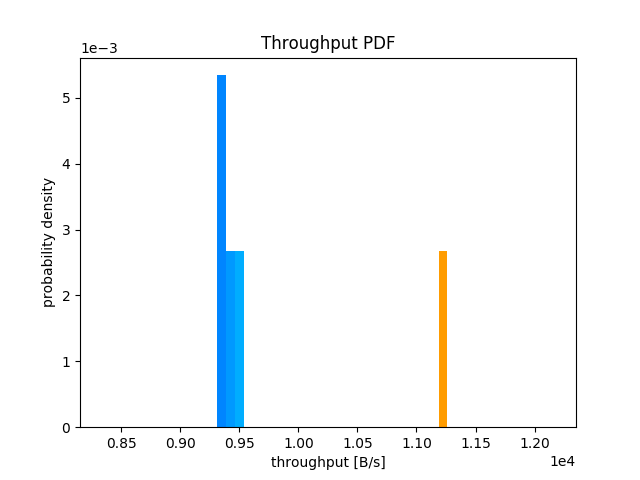 Throughput PDF
1e−3
5
4
3
2
1
0
probability density
0.85 0.90 0.95 1.00 1.05 1.10 1.15 1.20
throughput [B/s]
1e4